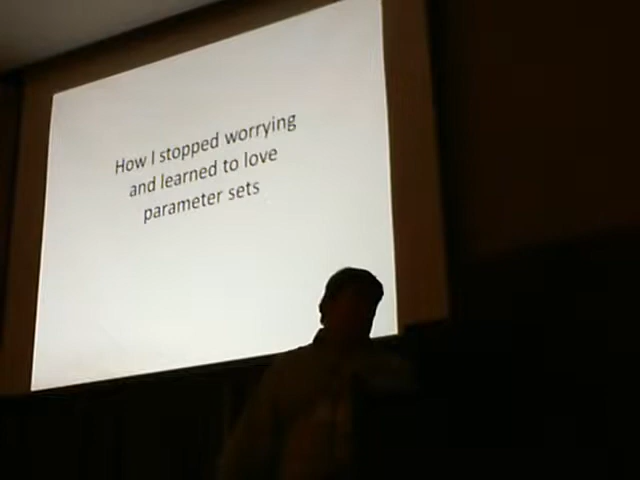 How I stopped worrying
and learned to love
parameter sets